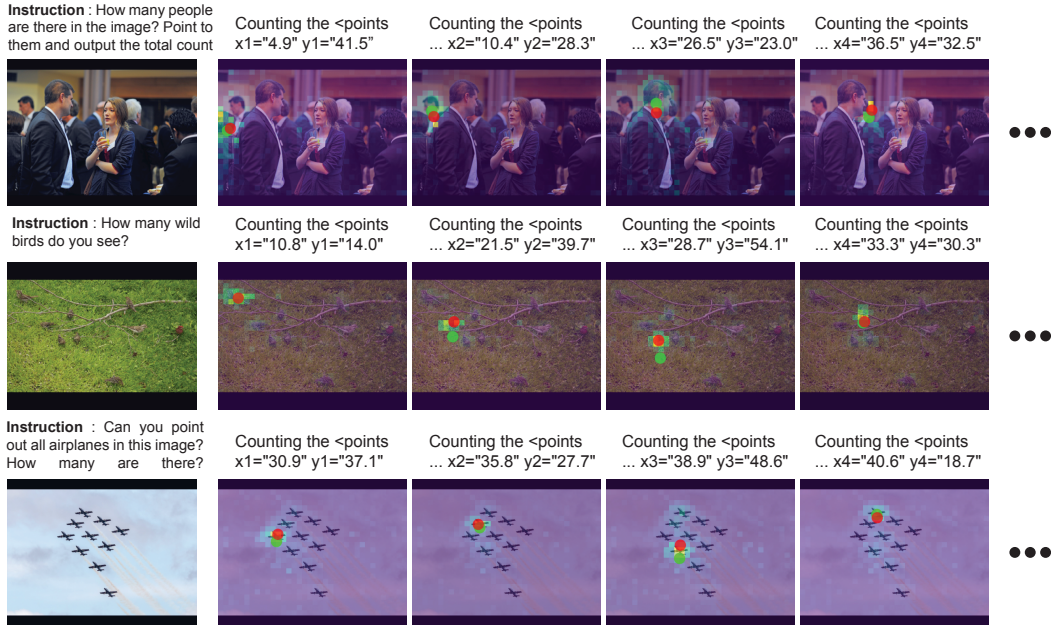 Instruction : How many people
are there in the image? Point to
them and output the total count
Counting the <points
x1="4.9" y1="41.5”
Counting the <points
... x2="10.4" y2="28.3"
Counting the <points
... x3="26.5" y3="23.0"
Counting the <points
... x4="36.5" y4="32.5"
Instruction : How many wild
birds do you see?
Counting the <points
x1="10.8" y1="14.0"
Counting the <points
... x2="21.5" y2="39.7"
Counting the <points
... x3="28.7" y3="54.1"
Counting the <points
... x4="33.3" y4="30.3"
Instruction : Can you point
out all airplanes in this image?
How many are there?
Counting the <points
x1="30.9" y1="37.1"
Counting the <points
... x2="35.8" y2="27.7"
Counting the <points
... x3="38.9" y3="48.6"
Counting the <points
... x4="40.6" y4="18.7"